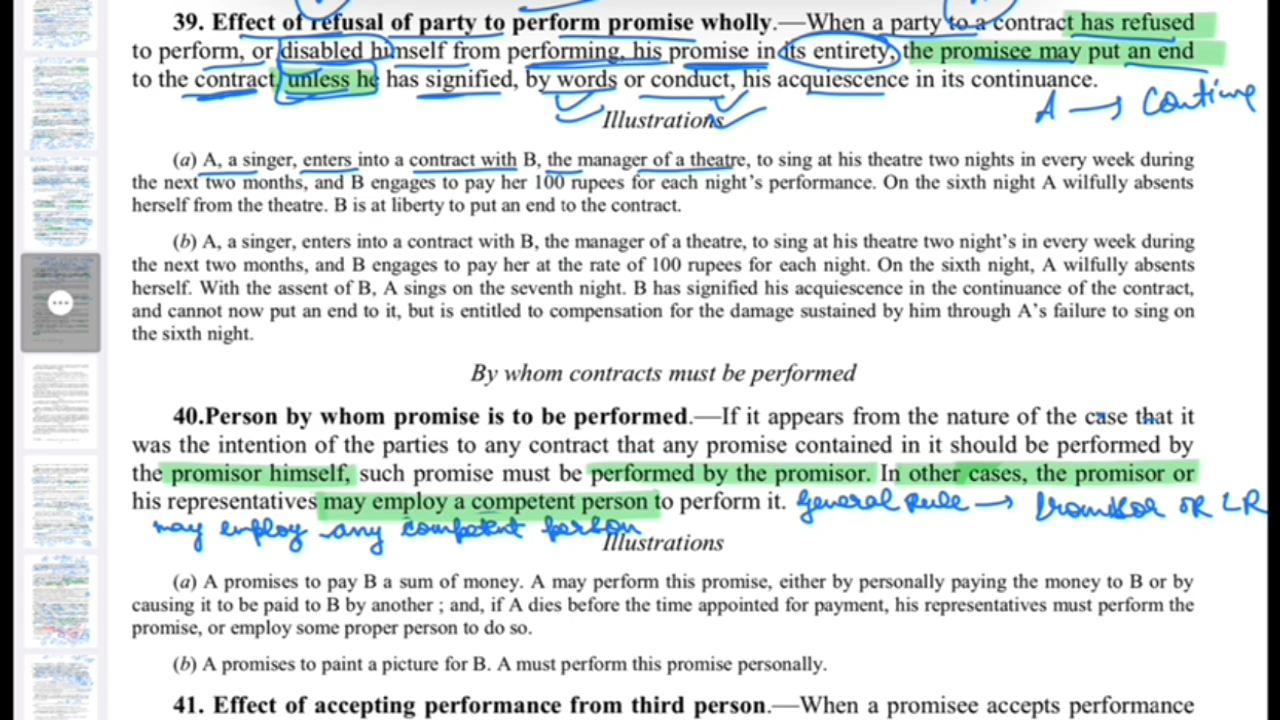 39. Effect of refusal of party to perform promise wholly.—When a party to a contract has refused
to perform, or disabled himself from performing, his promise in its entirety, the promisee may put an end
to the contract, unless he has signified, by words or conduct, his acquiescence in its continuance.
A → Continue
Illustrations
(a) A, a singer, enters into a contract with B, the manager of a theatre, to sing at his theatre two nights in every week during
the next two months, and B engages to pay her 100 rupees for each night's performance. On the sixth night A wilfully absents
herself from the theatre. B is at liberty to put an end to the contract.
(b) A, a singer, enters into a contract with B, the manager of a theatre, to sing at his theatre two night's in every week during
the next two months, and B engages to pay her at the rate of 100 rupees for each night. On the sixth night, A wilfully absents
herself. With the assent of B, A sings on the seventh night. B has signified his acquiescence in the continuance of the contract,
and cannot now put an end to it, but is entitled to compensation for the damage sustained by him through A's failure to sing on
the sixth night.
By whom contracts must be performed
40.Person by whom promise is to be performed.—If it appears from the nature of the case that it
was the intention of the parties to any contract that any promise contained in it should be performed by
the promisor himself, such promise must be performed by the promisor. In other cases, the promisor or
his representatives may employ a competent person to perform it. General Rule → Promisor OR LR
may employ any competent person
Illustrations
(a) A promises to pay B a sum of money. A may perform this promise, either by personally paying the money to B or by
causing it to be paid to B by another ; and, if A dies before the time appointed for payment, his representatives must perform the
promise, or employ some proper person to do so.
(b) A promises to paint a picture for B. A must perform this promise personally.
41. Effect of accepting performance from third person.—When a promisee accepts performance